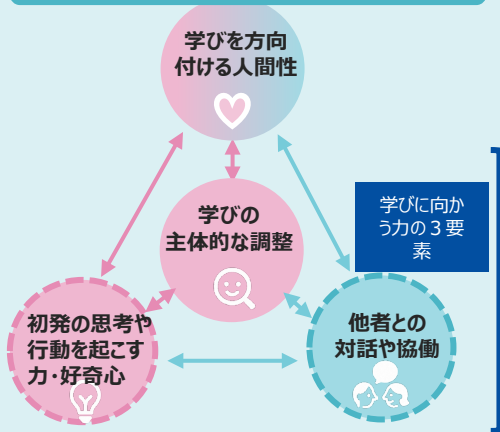 学びを方向
付ける人間性
学びの
主体的な調整
学びに向か
う力の３要
素
初発の思考や
行動を起こす
力・好奇心
他者との
対話や協働